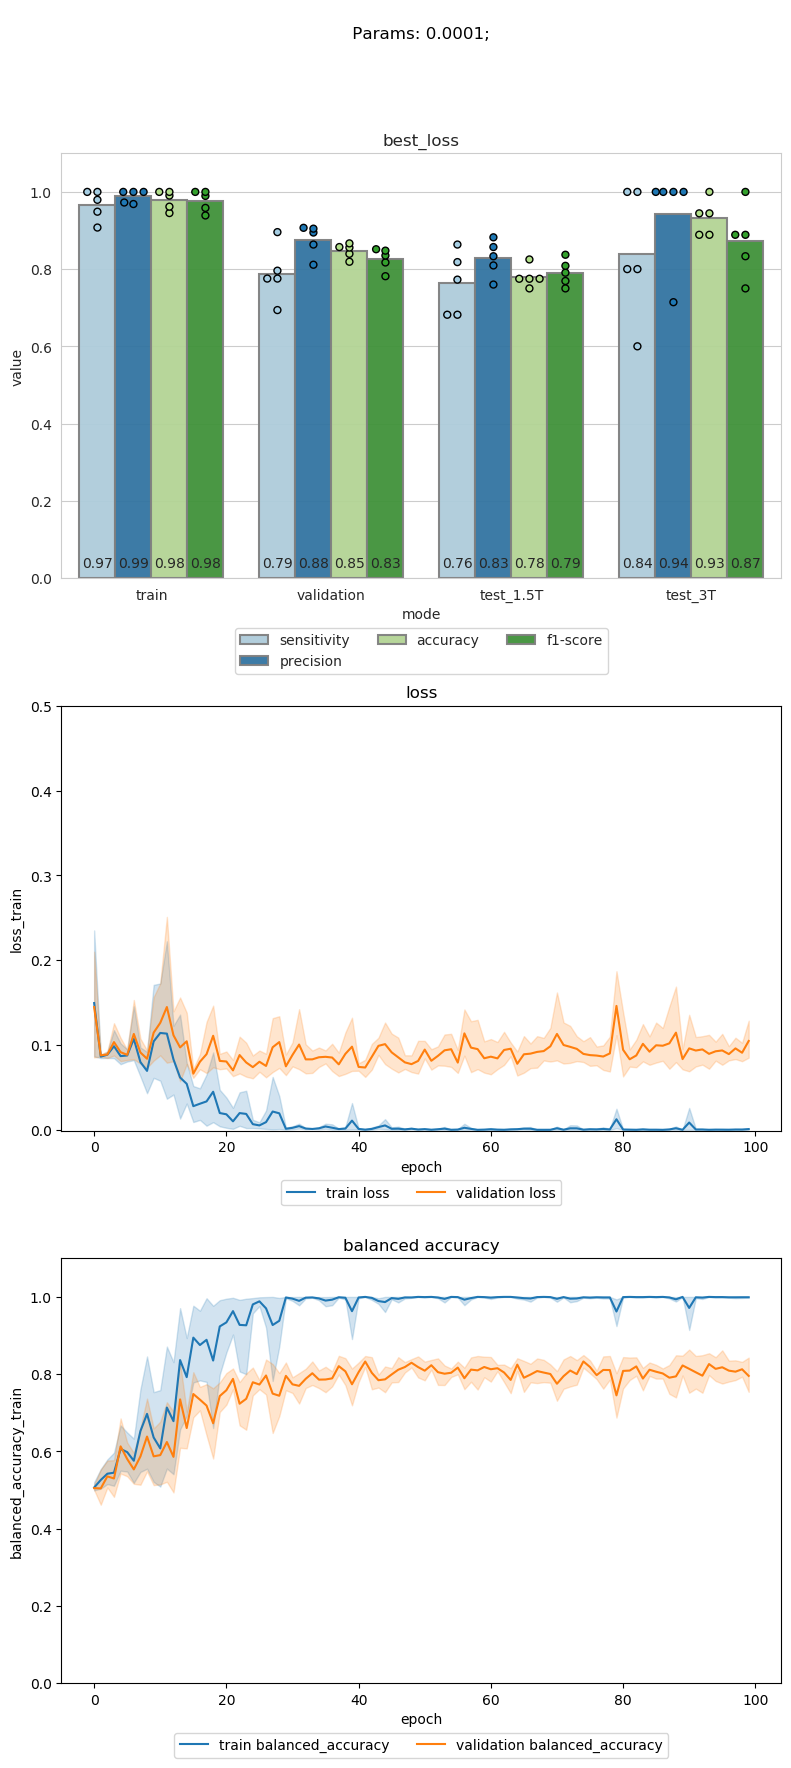 Params: 0.0001;
best_loss
1.0
0.8
0.6
0.4
0.2
0.0
value
0.97 0.99 0.98 0.98 0.79 0.88 0.85 0.83 0.76 0.83 0.78 0.79 0.84 0.94 0.93 0.87
train validation test_1.5T test_3T
mode
sensitivity accuracy f1-score
precision
loss
0.5
0.4
0.3
0.2
0.1
0.0
loss_train
0 20 40 60 80 100
epoch
train loss validation loss
balanced accuracy
1.0
0.8
0.6
0.4
0.2
0.0
balanced_accuracy_train
0 20 40 60 80 100
epoch
train balanced_accuracy validation balanced_accuracy